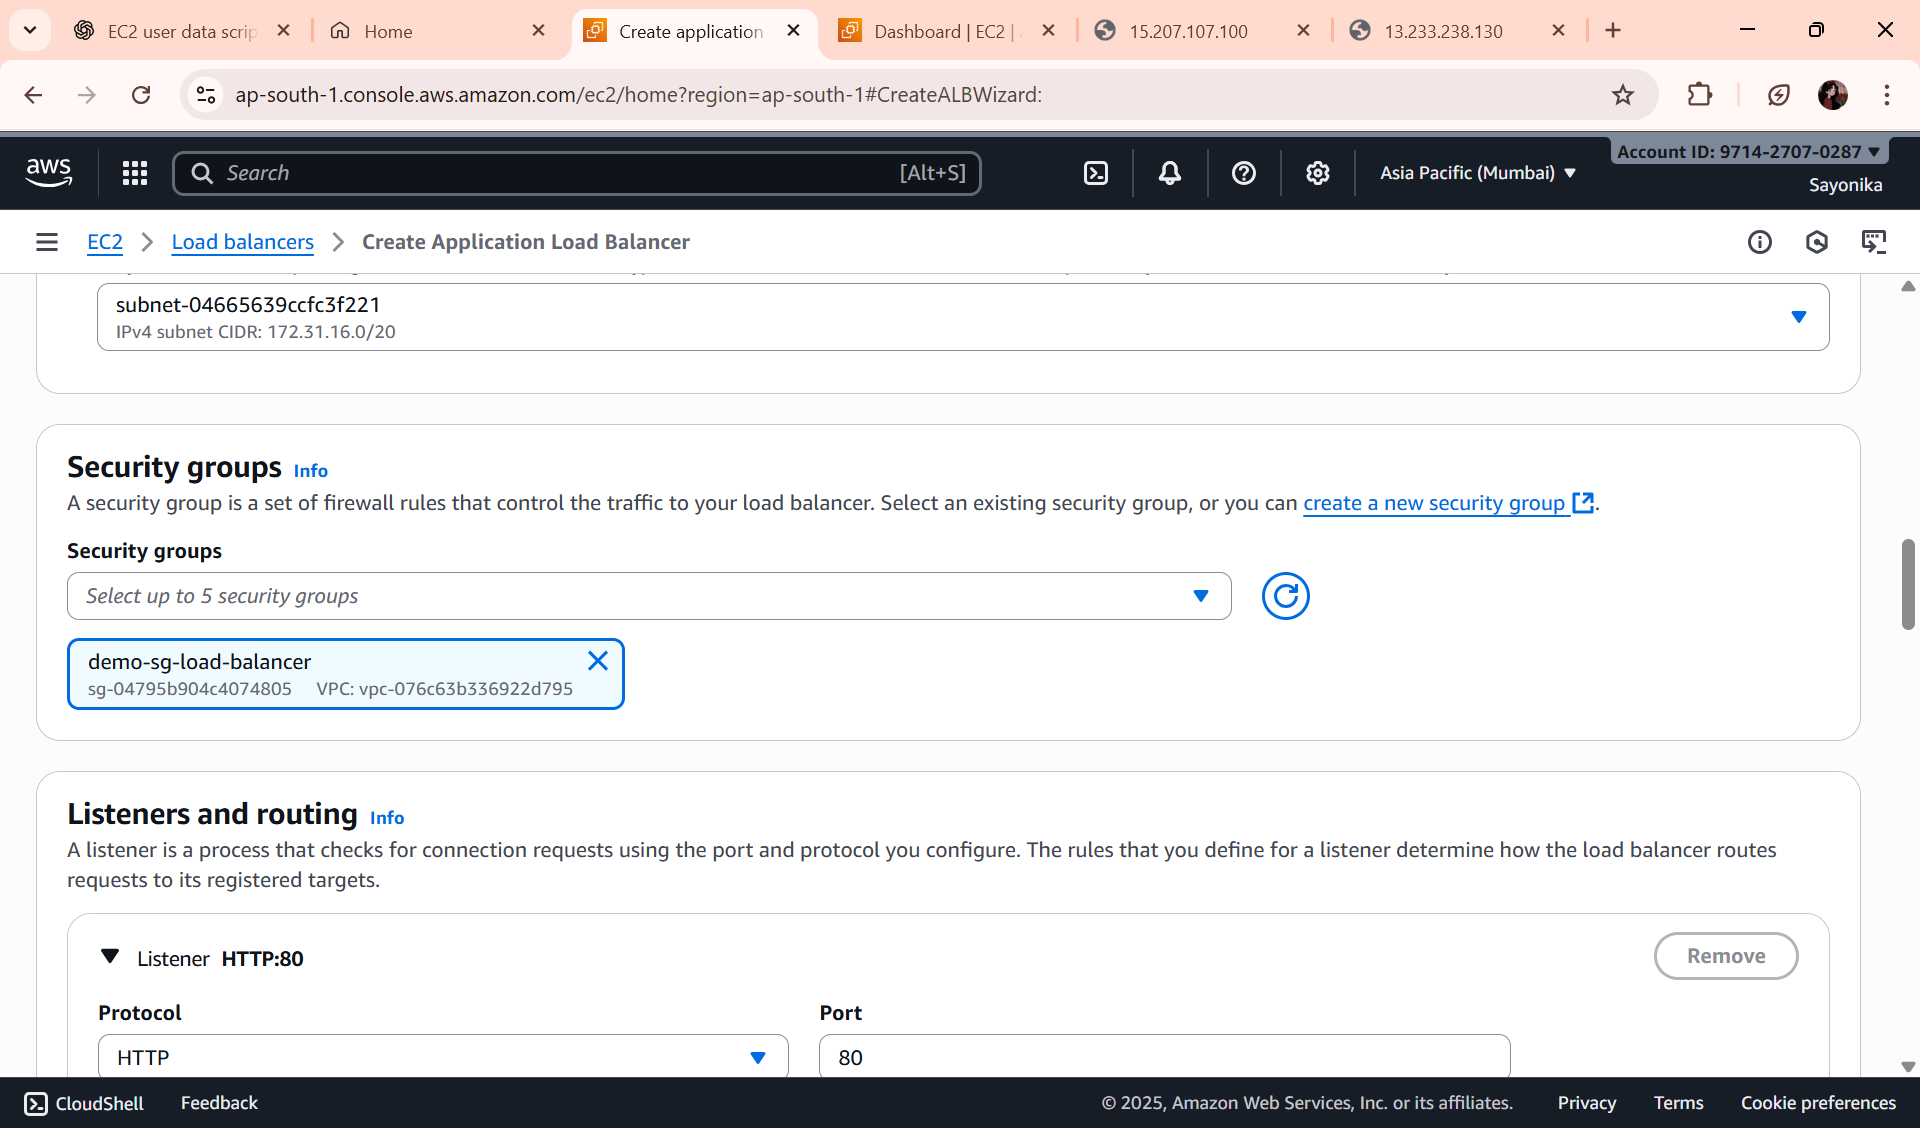 EC2 user data scrip
Home
Create application
Dashboard | EC2 |
15.207.107.100
13.233.238.130
ap-south-1.console.aws.amazon.com/ec2/home?region=ap-south-1#CreateALBWizard:
aws
Search
[Alt+S]
Asia Pacific (Mumbai)
Account ID: 9714-2707-0287
Sayonika
EC2
Load balancers
Create Application Load Balancer
subnet-04665639ccfc3f221
IPv4 subnet CIDR: 172.31.16.0/20
Security groups Info
A security group is a set of firewall rules that control the traffic to your load balancer. Select an existing security group, or you can create a new security group.
Security groups
Select up to 5 security groups
demo-sg-load-balancer
sg-04795b904c4074805 VPC: vpc-076c63b336922d795
Listeners and routing Info
A listener is a process that checks for connection requests using the port and protocol you configure. The rules that you define for a listener determine how the load balancer routes
requests to its registered targets.
Listener HTTP:80
Remove
Protocol
Port
HTTP
80
CloudShell
Feedback
© 2025, Amazon Web Services, Inc. or its affiliates.
Privacy
Terms
Cookie preferences